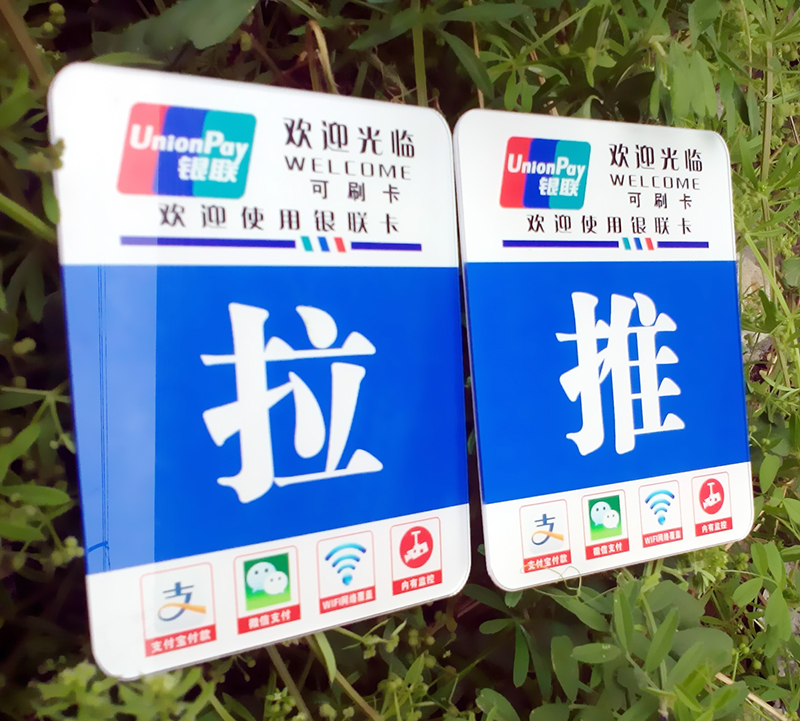 UnionPay
银联
欢迎光临
WELCOME
可刷卡
欢迎使用银联卡
拉
支付宝付款
微信支付
WIFI网络覆盖
内有监控
UnionPay
银联
欢迎光临
WELCOME
可刷卡
欢迎使用银联卡
推
支付宝付款
微信支付
WIFI网络覆盖
内有监控